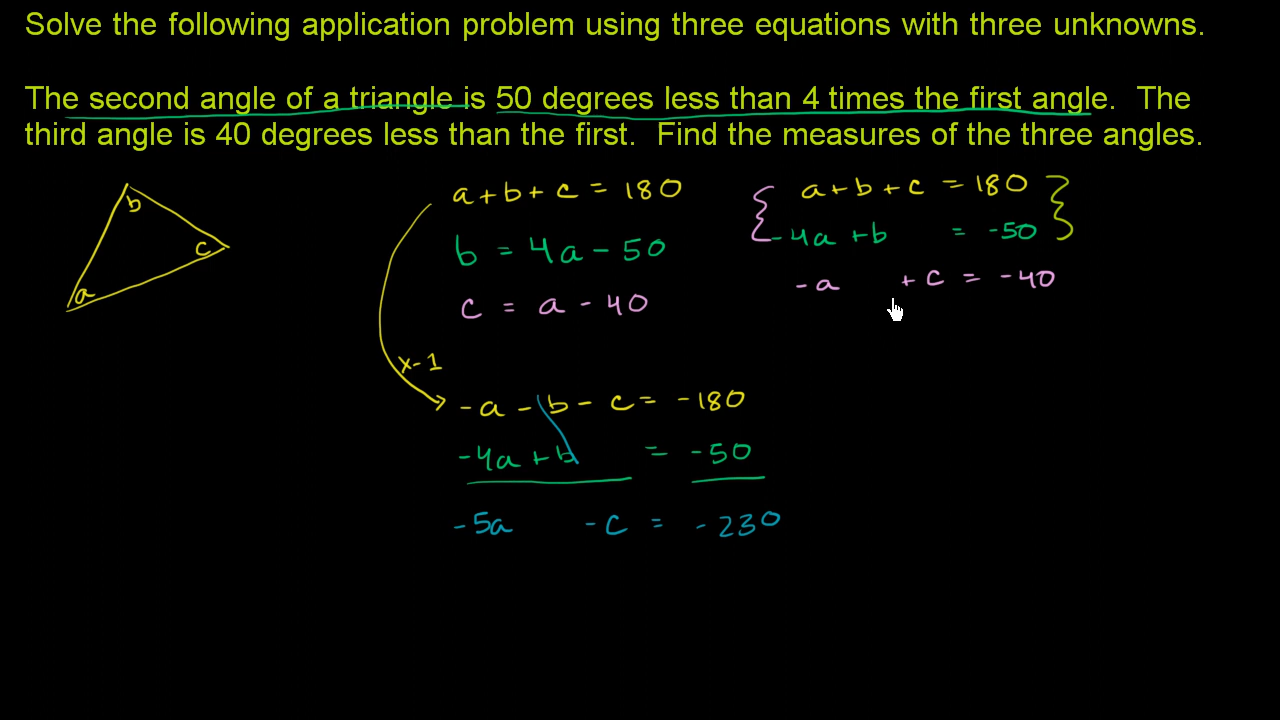 Solve the following application problem using three equations with three unknowns.
The second angle of a triangle is 50 degrees less than 4 times the first angle. The
third angle is 40 degrees less than the first. Find the measures of the three angles.
b
c
a
a + b + c = 180
b = 4a - 50
c = a - 40
a + b + c = 180
-4a + b = -50
-a + c = -40
x-1
-a - b - c = -180
-4a + b = -50
-5a -c = -230